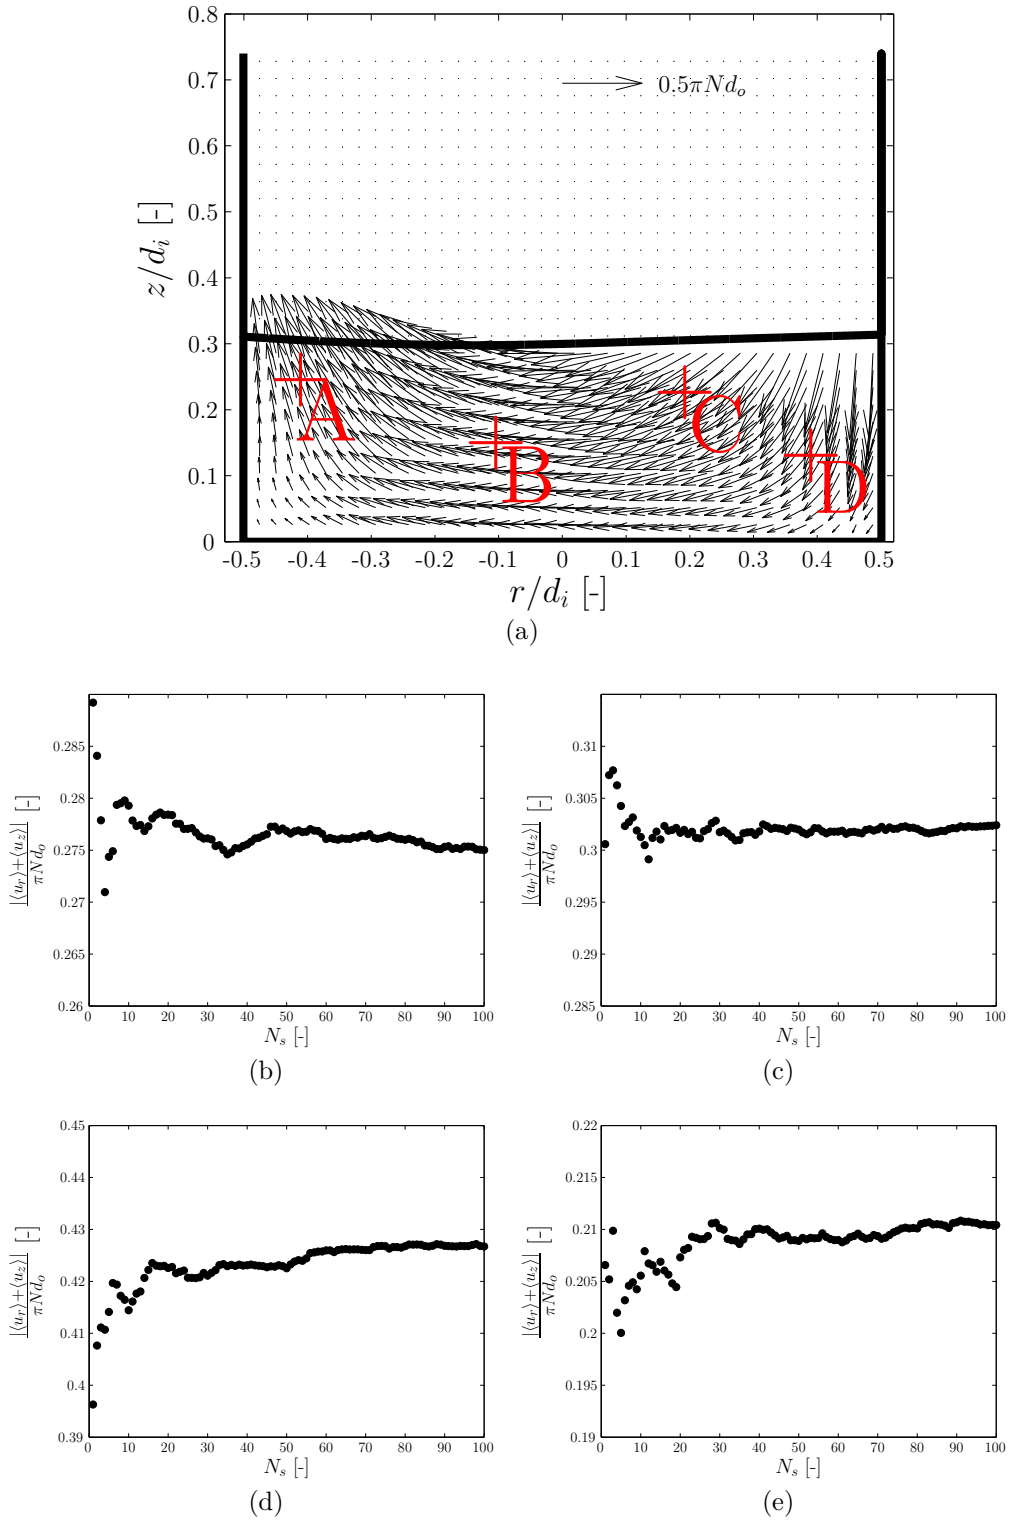 0.8
0.7
0.5πNd_o
0.6
0.5
z/d_i [-]
0.4
0.3
A
C
0.2
B
D
0.1
0
-0.5 -0.4 -0.3 -0.2 -0.1 0 0.1 0.2 0.3 0.4 0.5
r/d_i [-]
(a)
0.285
0.28
0.275
0.27
0.265
0.26
|⟨u_r⟩+⟨u_z⟩| / πNd_o [-]
0 10 20 30 40 50 60 70 80 90 100
N_s [-]
(b)
0.31
0.305
0.3
0.295
0.29
0.285
|⟨u_r⟩+⟨u_z⟩| / πNd_o [-]
0 10 20 30 40 50 60 70 80 90 100
N_s [-]
(c)
0.45
0.44
0.43
0.42
0.41
0.4
0.39
|⟨u_r⟩+⟨u_z⟩| / πNd_o [-]
0 10 20 30 40 50 60 70 80 90 100
N_s [-]
(d)
0.22
0.215
0.21
0.205
0.2
0.195
0.19
|⟨u_r⟩+⟨u_z⟩| / πNd_o [-]
0 10 20 30 40 50 60 70 80 90 100
N_s [-]
(e)